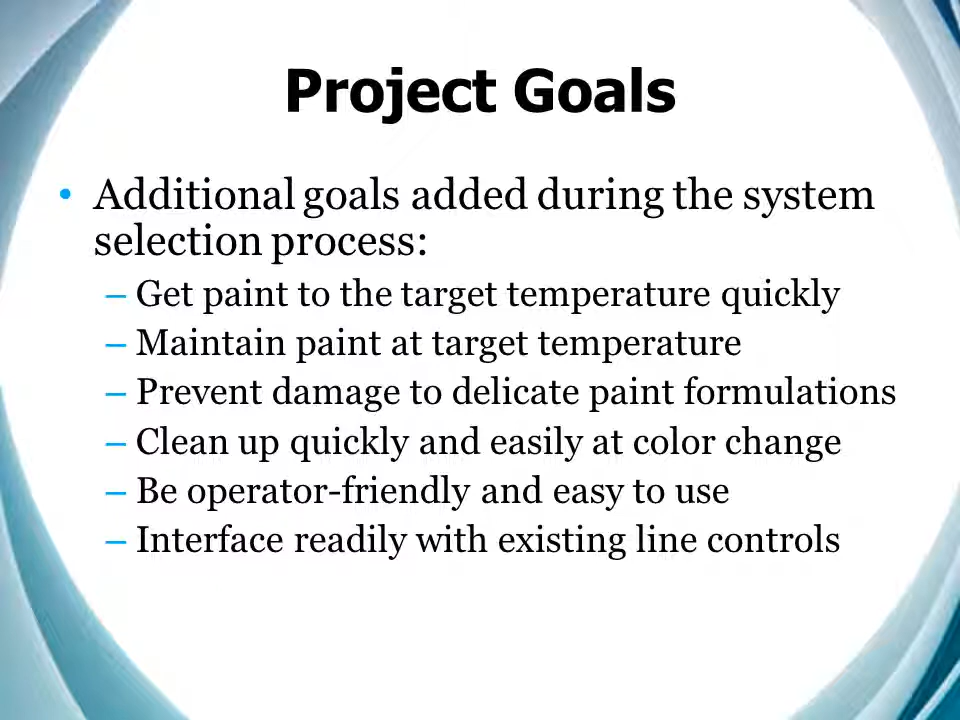 Project Goals
• Additional goals added during the system
selection process:
– Get paint to the target temperature quickly
– Maintain paint at target temperature
– Prevent damage to delicate paint formulations
– Clean up quickly and easily at color change
– Be operator-friendly and easy to use
– Interface readily with existing line controls